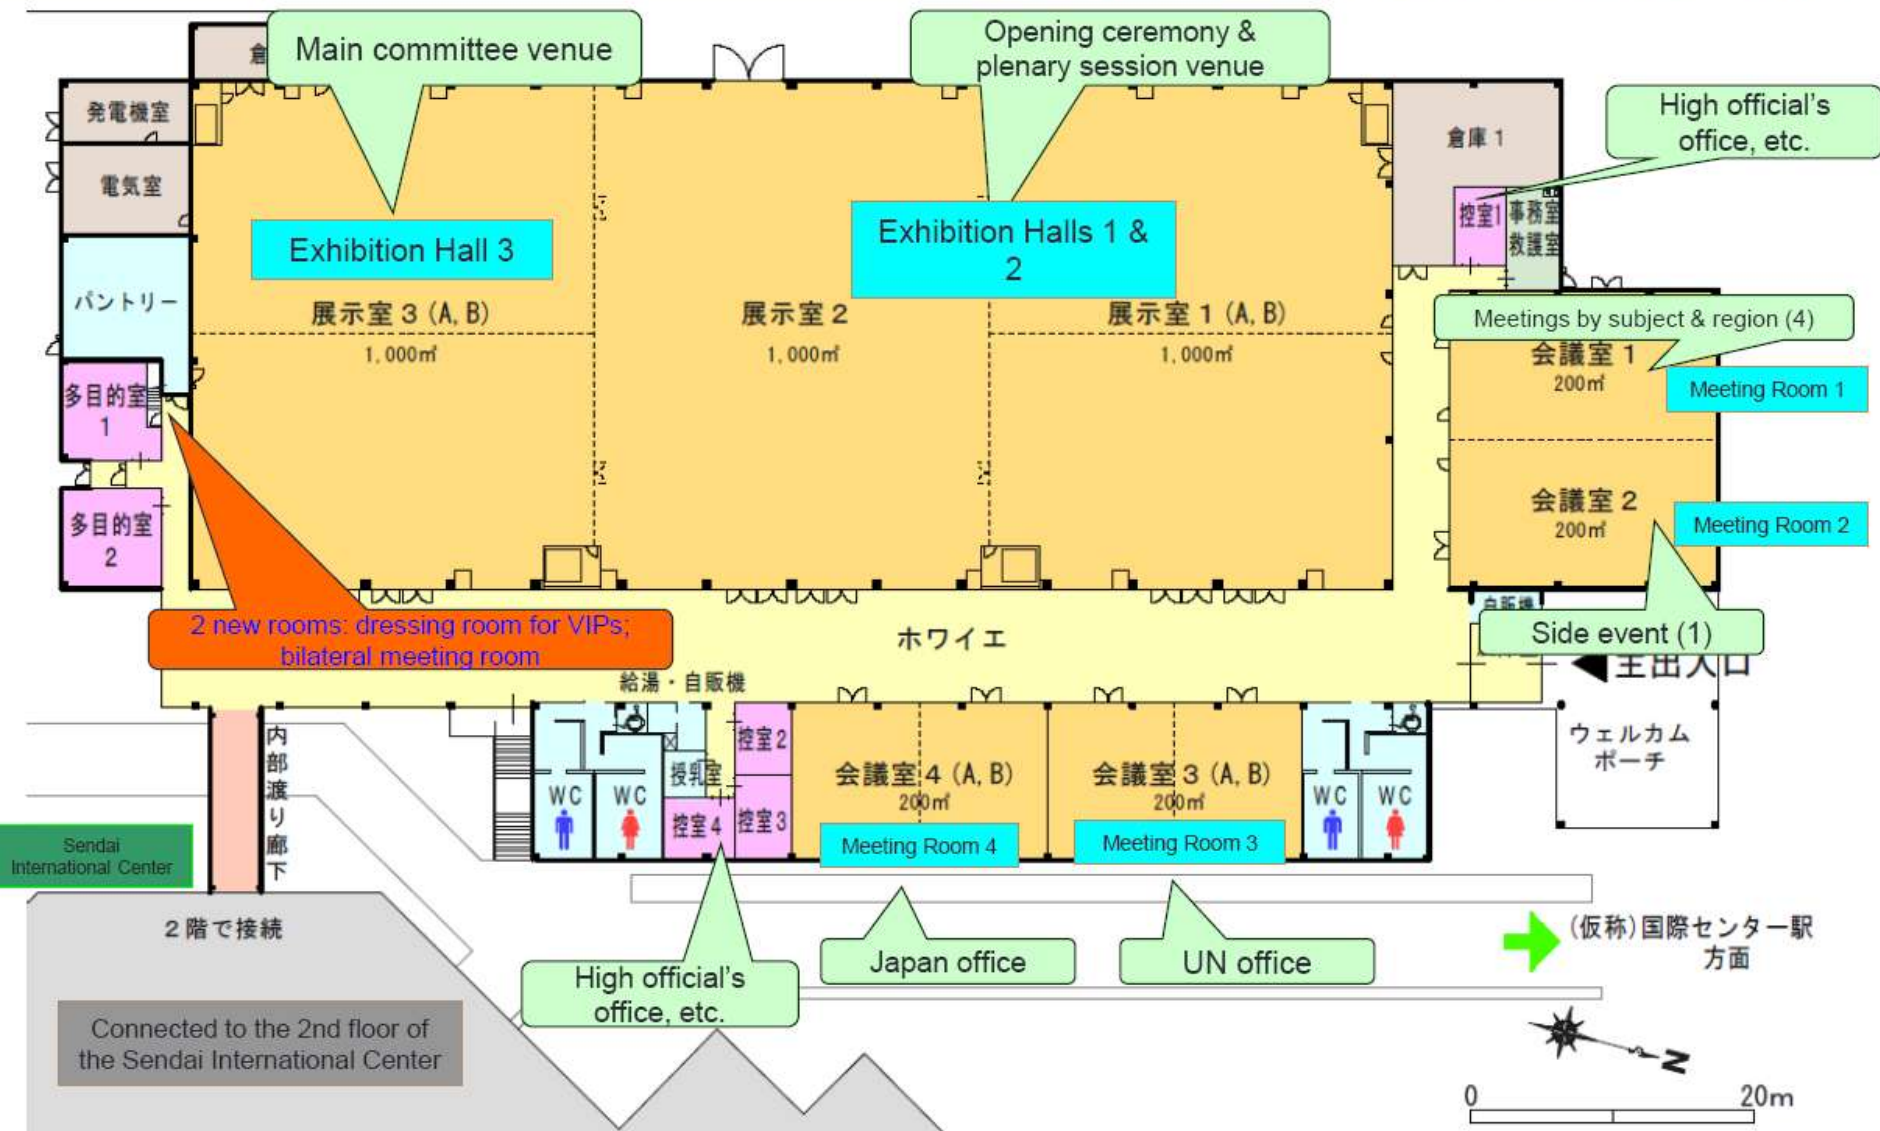 Main committee venue
Opening ceremony &
plenary session venue
倉
発電機室
High official's
office, etc.
倉庫1
電気室
控室1
事務室
救護室
Exhibition Hall 3
Exhibition Halls 1 &
2
パントリー
展示室3 (A, B)
1,000㎡
展示室2
1,000㎡
展示室1 (A, B)
1,000㎡
Meetings by subject & region (4)
会議室1
200㎡
Meeting Room 1
多目的室
1
会議室2
200㎡
Meeting Room 2
多目的室
2
2 new rooms: dressing room for VIPs;
bilateral meeting room
ホワイエ
自販機
Side event (1)
主出入口
給湯・自販機
内部渡り廊下
控室2
授乳室
控室3
控室4
WC
WC
会議室4 (A, B)
200㎡
会議室3 (A, B)
200㎡
WC
WC
ウェルカム
ポーチ
Meeting Room 4
Meeting Room 3
Sendai
International Center
2階で接続
Japan office
UN office
(仮称)国際センター駅
方面
High official's
office, etc.
Connected to the 2nd floor of
the Sendai International Center
N
0
20m